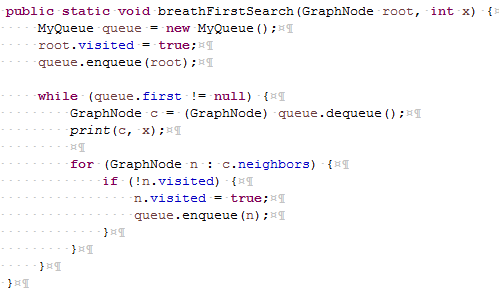 public static void breathFirstSearch(GraphNode root, int x) {
MyQueue queue = new MyQueue();¤¶
root.visited = true;¤¶
queue.enqueue(root);¤¶
while (queue.first != null) {¤¶
GraphNode c = (GraphNode) queue.dequeue();¤¶
print(c, x);¤¶
¤¶
for (GraphNode n : c.neighbors) {¤¶
if (!n.visited) {¤¶
n.visited = true;¤¶
queue.enqueue(n);¤¶
}¤¶
}¤¶
}¤¶
}¤¶